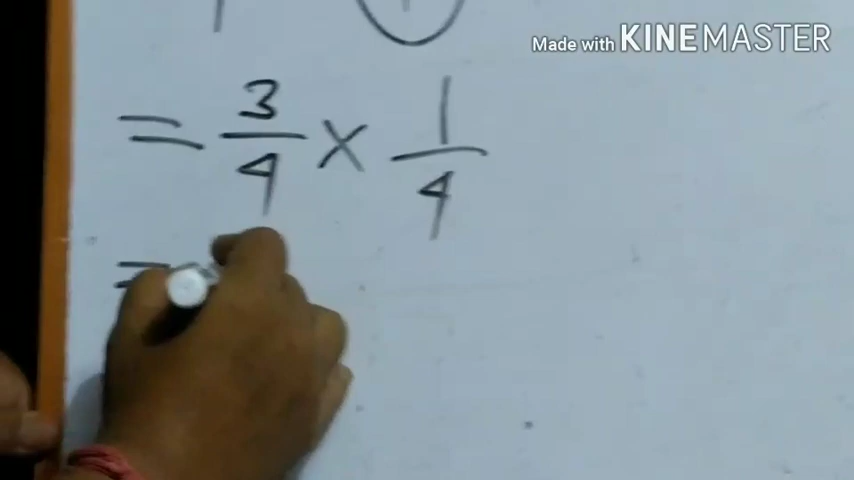 Made with KINEMASTER
= 3/4 × 1/4
=